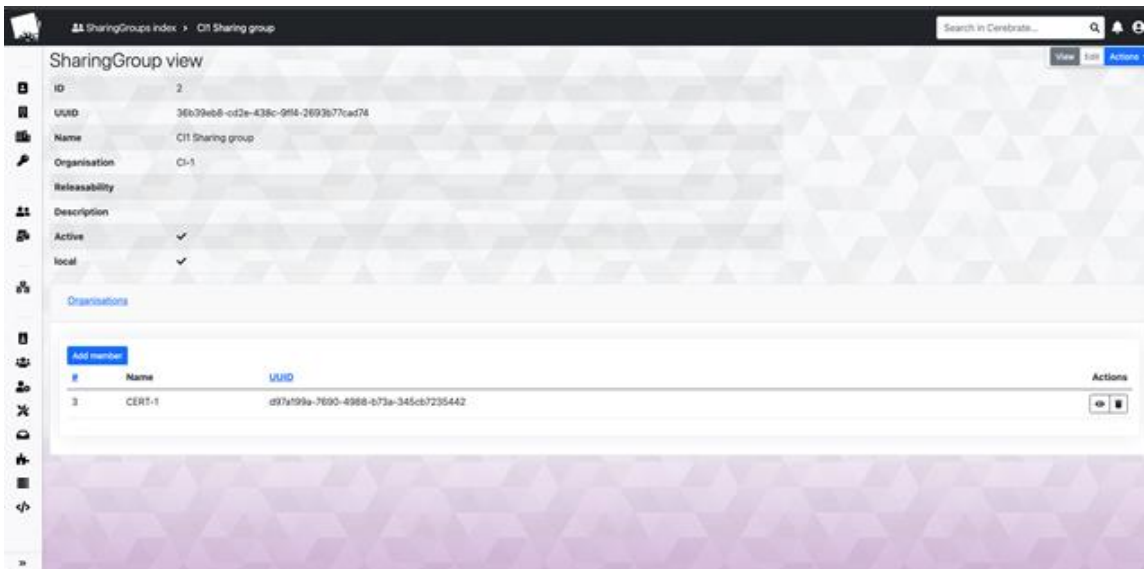 SharingGroups index > CI1 Sharing group
Search in Cerebrate...
SharingGroup view
View Edit Actions
ID 2
UUID 36b39eb8-cd2e-438c-9ff4-2693b77cad74
Name CI1 Sharing group
Organisation CI-1
Releasability
Description
Active
local
Organisations
Add member
# Name UUID Actions
3 CERT-1 d97a199a-7690-4988-b73a-345cb7235442